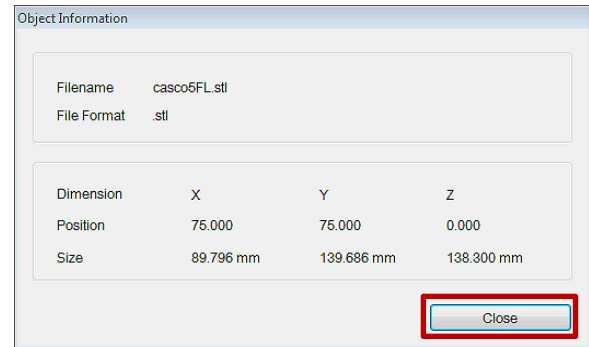 Object Information
Filename casco5FL.stl
File Format .stl
Dimension X Y Z
Position 75.000 75.000 0.000
Size 89.796 mm 139.686 mm 138.300 mm
Close